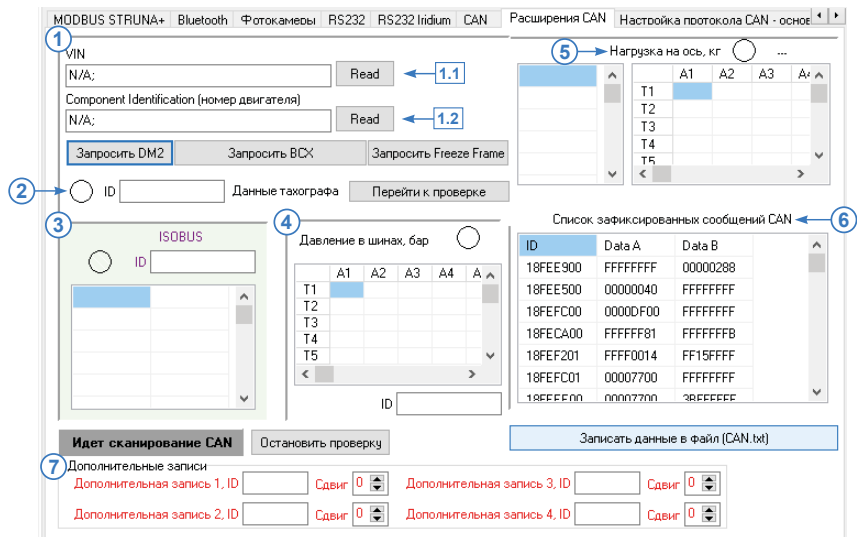 MODBUS STRUNA+ Bluetooth Фотокамеры RS232 RS232 Iridium CAN Расширения CAN Настройка протокола CAN - основ
1
VIN
N/A;
Read
1.1
Component Identification (номер двигателя)
N/A;
Read
1.2
Запросить DM2 Запросить ВСХ Запросить Freeze Frame
2
ID
Данные тахографа
Перейти к проверке
3
ISOBUS
ID
4
Давление в шинах, бар
A1 A2 A3 A4 A
T1
T2
T3
T4
T5
ID
5
Нагрузка на ось, кг
...
A1 A2 A3 A4
T1
T2
T3
T4
T5
Список зафиксированных сообщений CAN
6
ID Data A Data B
18FEE900 FFFFFFFF 00000288
18FEE500 00000040 FFFFFFFF
18FEFC00 0000DF00 FFFFFFFF
18FECA00 FFFFFF81 FFFFFFFB
18FEF201 FFFF0014 FF15FFFF
18FEFC01 00007700 FFFFFFFF
00007700
Идет сканирование CAN
Остановить проверку
Записать данные в файл (CAN.txt)
7
Дополнительные записи
Дополнительная запись 1, ID Сдвиг 0 Дополнительная запись 3, ID Сдвиг 0
Дополнительная запись 2, ID Сдвиг 0 Дополнительная запись 4, ID Сдвиг 0